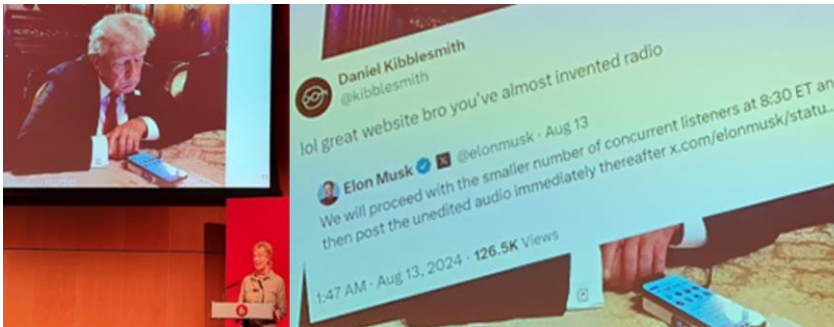 Daniel Kibblesmith
@kibblesmith
lol great website bro you've almost invented radio
Elon Musk @elonmusk · Aug 13
We will proceed with the smaller number of concurrent listeners at 8:30 ET an
then post the unedited audio immediately thereafter x.com/elonmusk/statu...
1:47 AM · Aug 13, 2024 · 126.5K Views